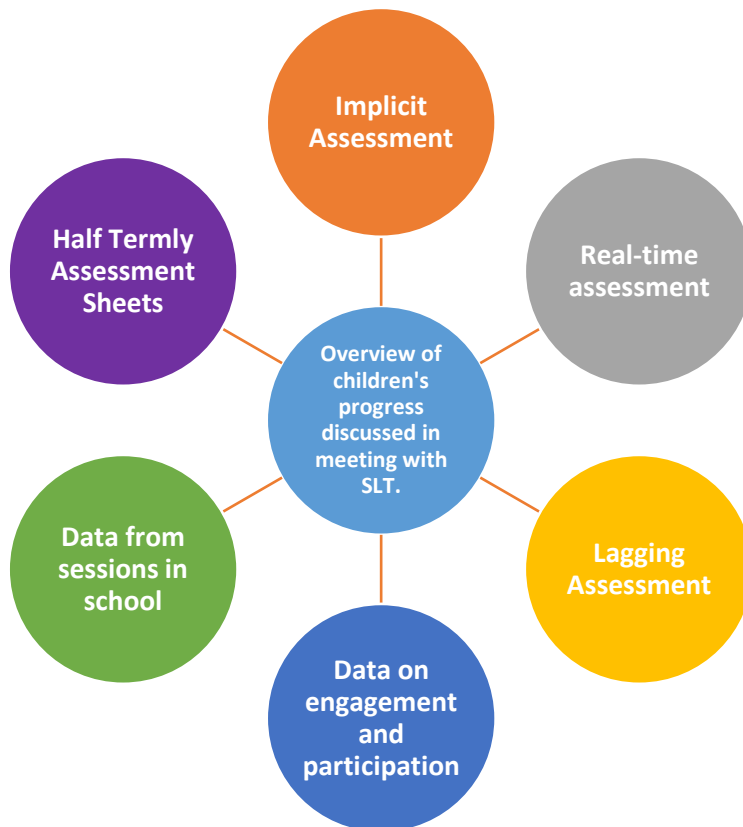 Implicit
Assessment
Half Termly
Assessment
Sheets
Real-time
assessment
Overview of
children's
progress
discussed in
meeting with
SLT.
Data from
sessions in
school
Lagging
Assessment
Data on
engagement
and
participation